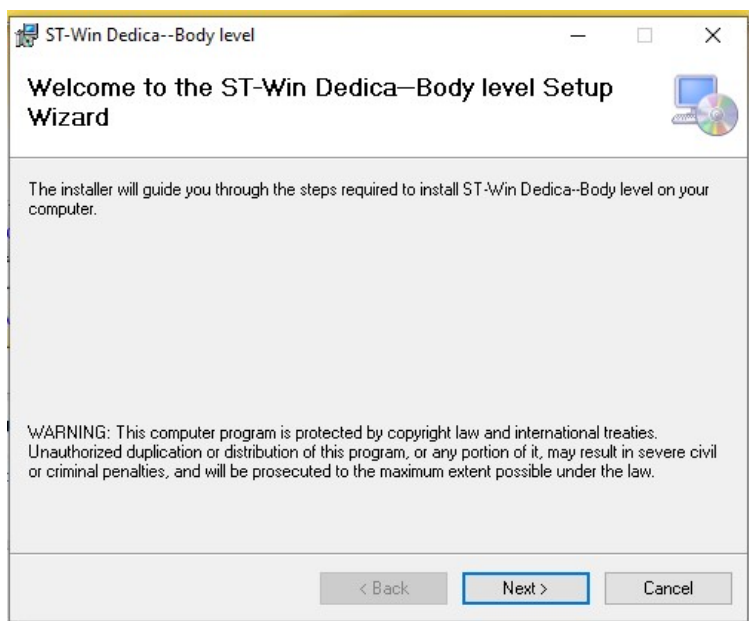 ST-Win Dedica--Body level
Welcome to the ST-Win Dedica—Body level Setup
Wizard
The installer will guide you through the steps required to install ST-Win Dedica--Body level on your
computer.
WARNING: This computer program is protected by copyright law and international treaties.
Unauthorized duplication or distribution of this program, or any portion of it, may result in severe civil
or criminal penalties, and will be prosecuted to the maximum extent possible under the law.
< Back Next > Cancel